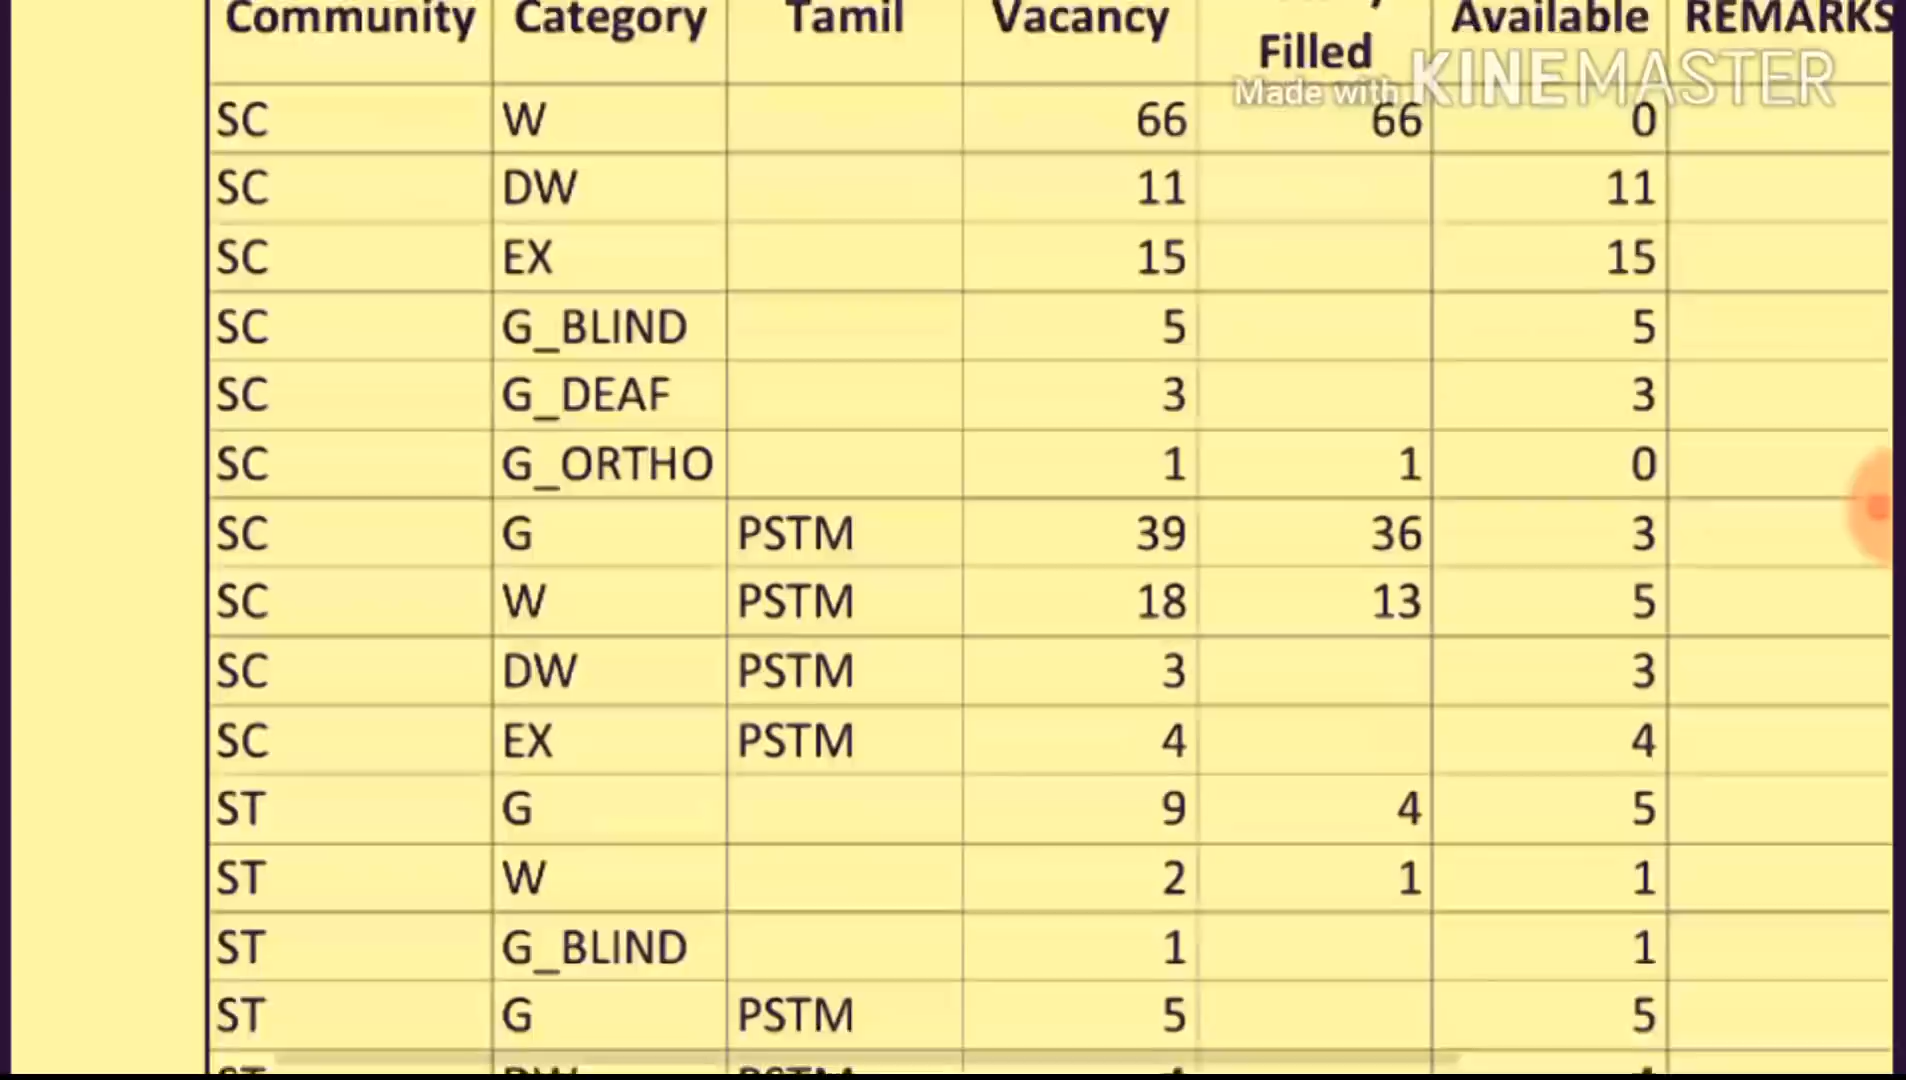 Community Category Tamil Vacancy Filled Available REMARKS
Made with KINEMASTER
SC W 66 66 0
SC DW 11 11
SC EX 15 15
SC G_BLIND 5 5
SC G_DEAF 3 3
SC G_ORTHO 1 1 0
SC G PSTM 39 36 3
SC W PSTM 18 13 5
SC DW PSTM 3 3
SC EX PSTM 4 4
ST G 9 4 5
ST W 2 1 1
ST G_BLIND 1 1
ST G PSTM 5 5